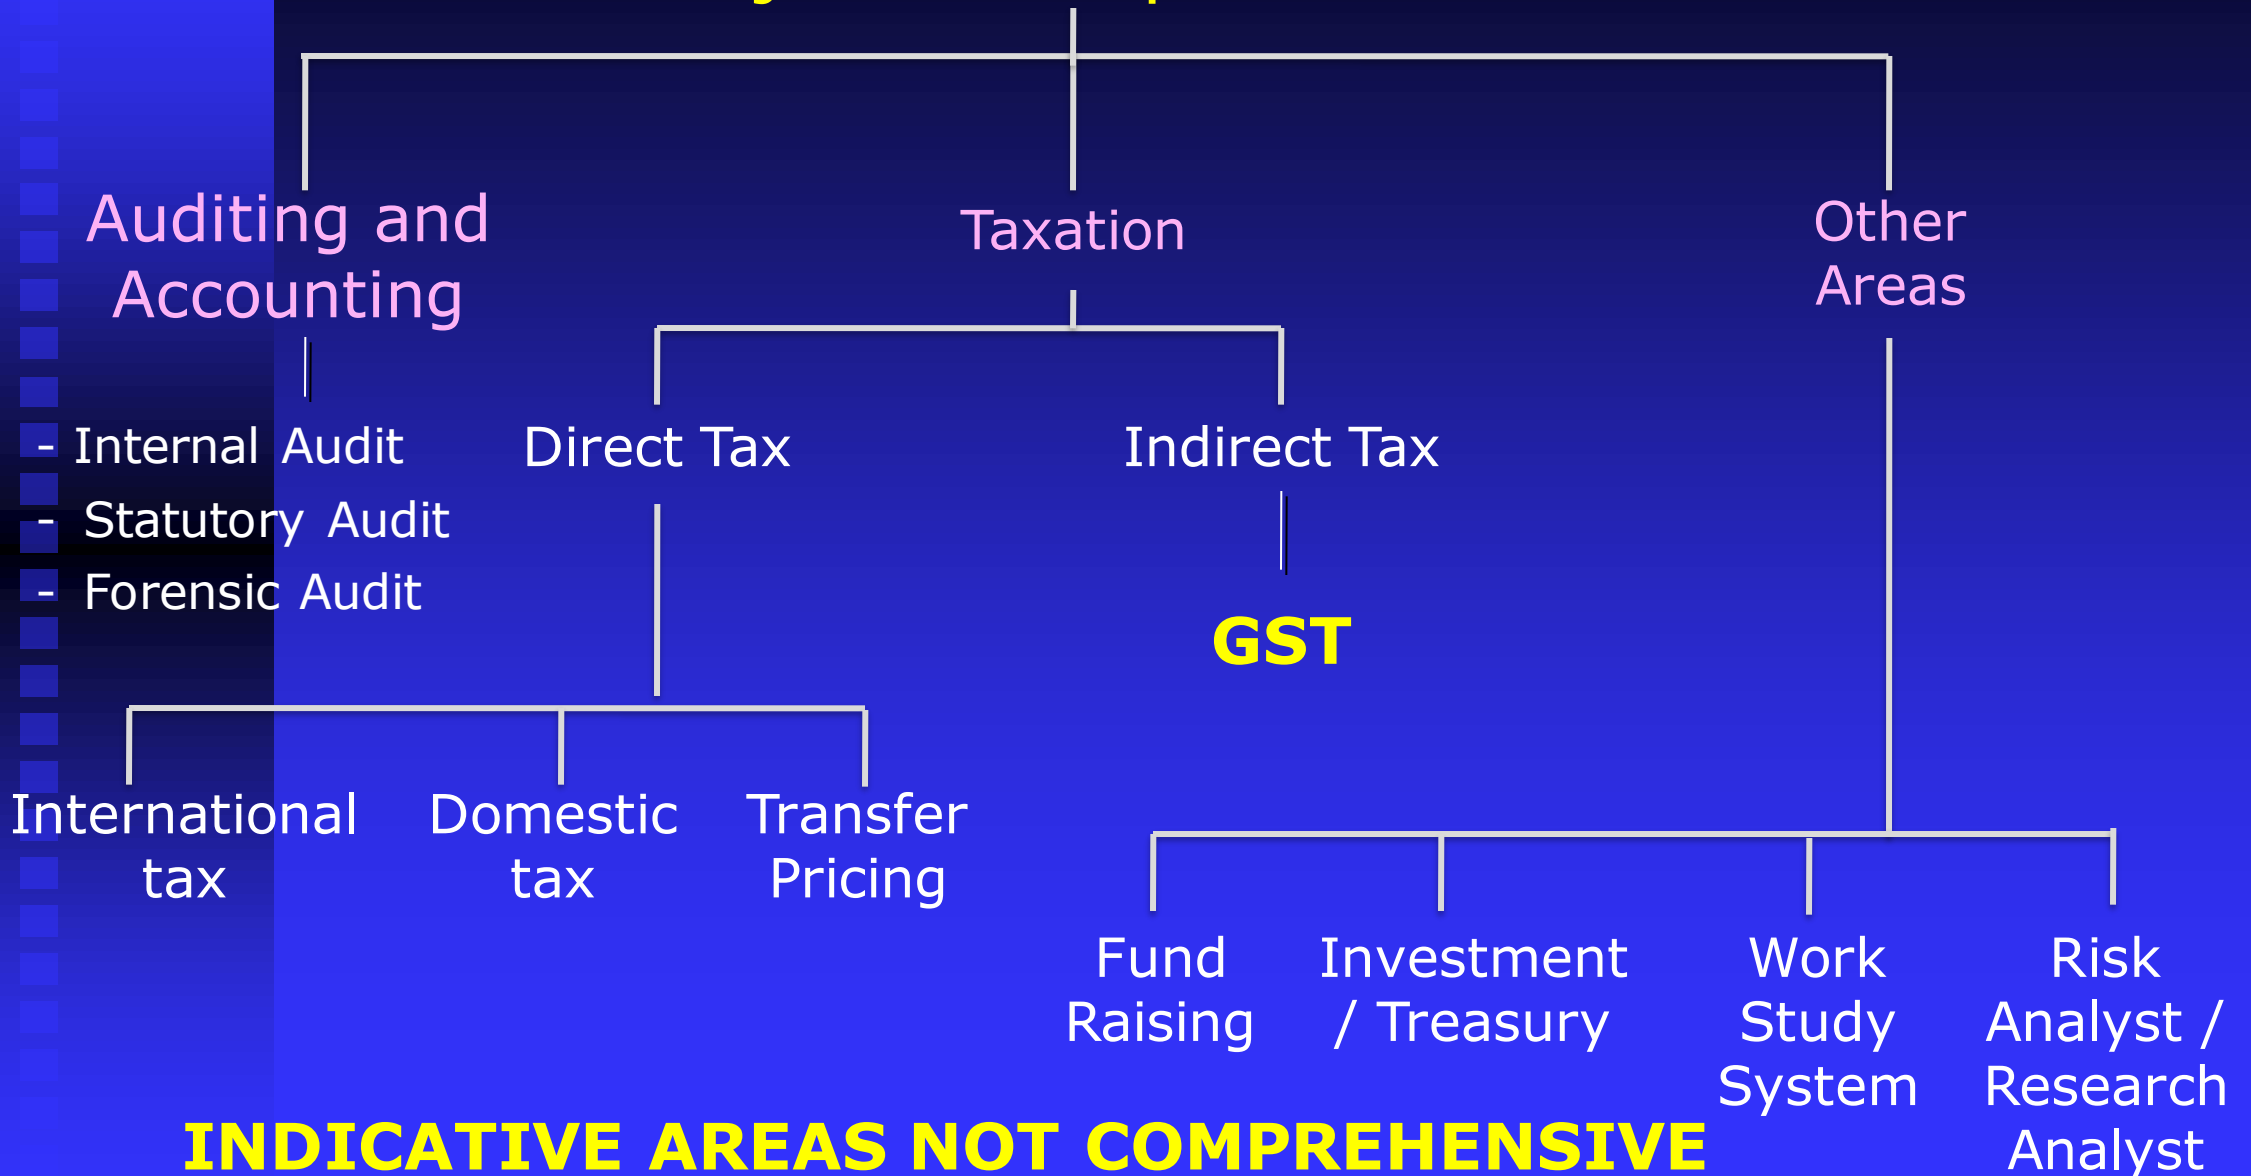 Auditing and
Accounting
Taxation
Other
Areas
- Internal Audit
- Statutory Audit
- Forensic Audit
Direct Tax
Indirect Tax
GST
International
tax
Domestic
tax
Transfer
Pricing
Fund
Raising
Investment
/ Treasury
Work
Study
System
Risk
Analyst /
Research
Analyst
INDICATIVE AREAS NOT COMPREHENSIVE